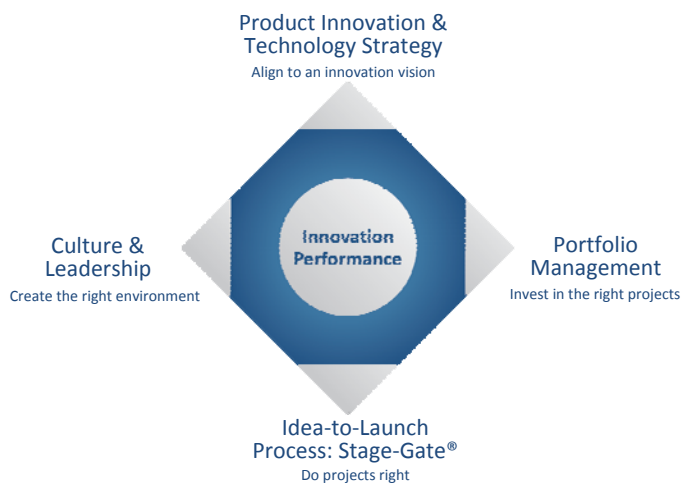 Product Innovation &
Technology Strategy
Align to an innovation vision
Culture &
Leadership
Create the right environment
Innovation
Performance
Portfolio
Management
Invest in the right projects
Idea-to-Launch
Process: Stage-Gate®
Do projects right